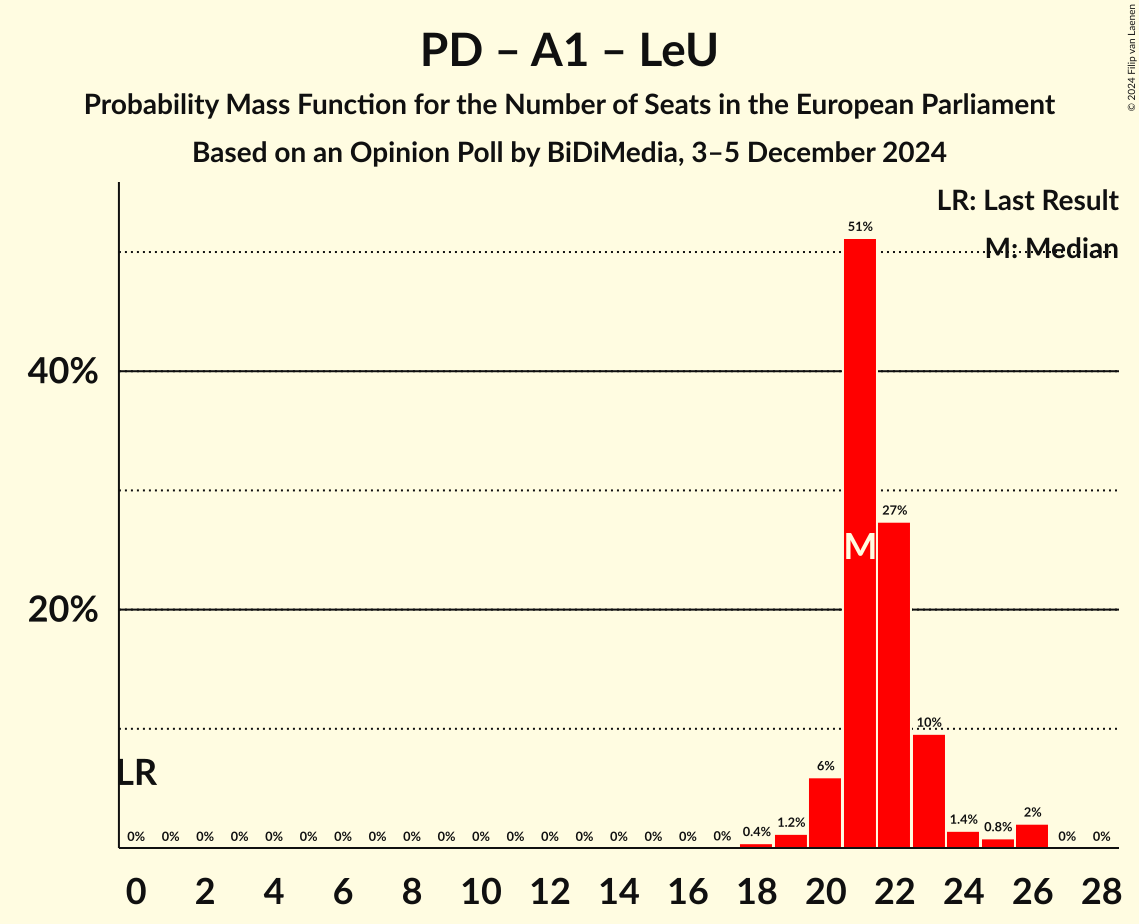 PD – A1 – LeU
Probability Mass Function for the Number of Seats in the European Parliament
Based on an Opinion Poll by BiDiMedia, 3–5 December 2024
© 2024 Filip van Laenen
LR: Last Result
M: Median
51%
40%
27%
M
20%
10%
LR
6%
0% 0% 0% 0% 0% 0% 0% 0% 0% 0% 0% 0% 0% 0% 0% 0% 0% 0% 0.4% 1.2% 1.4% 0.8% 2% 0% 0%
0 2 4 6 8 10 12 14 16 18 20 22 24 26 28